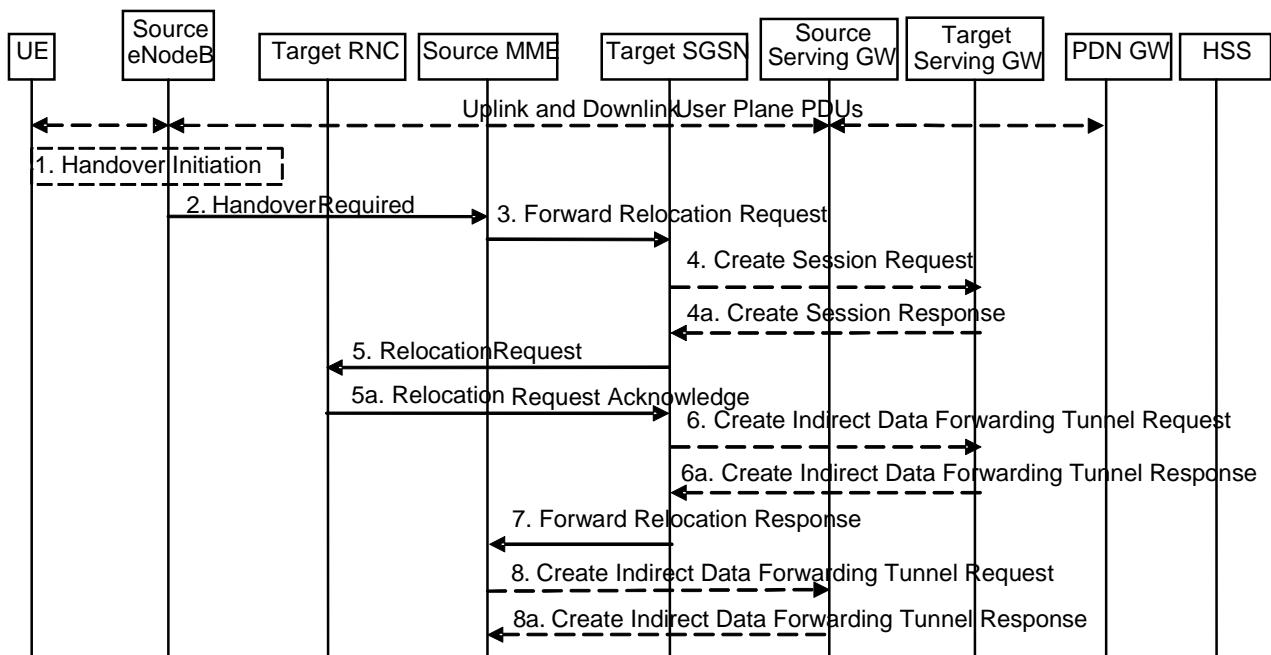 UE
Source
eNodeB
Target RNC
Source MME
Target SGSN
Source
Serving GW
Target
Serving GW
PDN GW
HSS
Uplink and Downlink User Plane PDUs
1. Handover Initiation
2. Handover Required
3. Forward Relocation Request
4. Create Session Request
4a. Create Session Response
5. Relocation Request
5a. Relocation Request Acknowledge
6. Create Indirect Data Forwarding Tunnel Request
6a. Create Indirect Data Forwarding Tunnel Response
7. Forward Relocation Response
8. Create Indirect Data Forwarding Tunnel Request
8a. Create Indirect Data Forwarding Tunnel Response